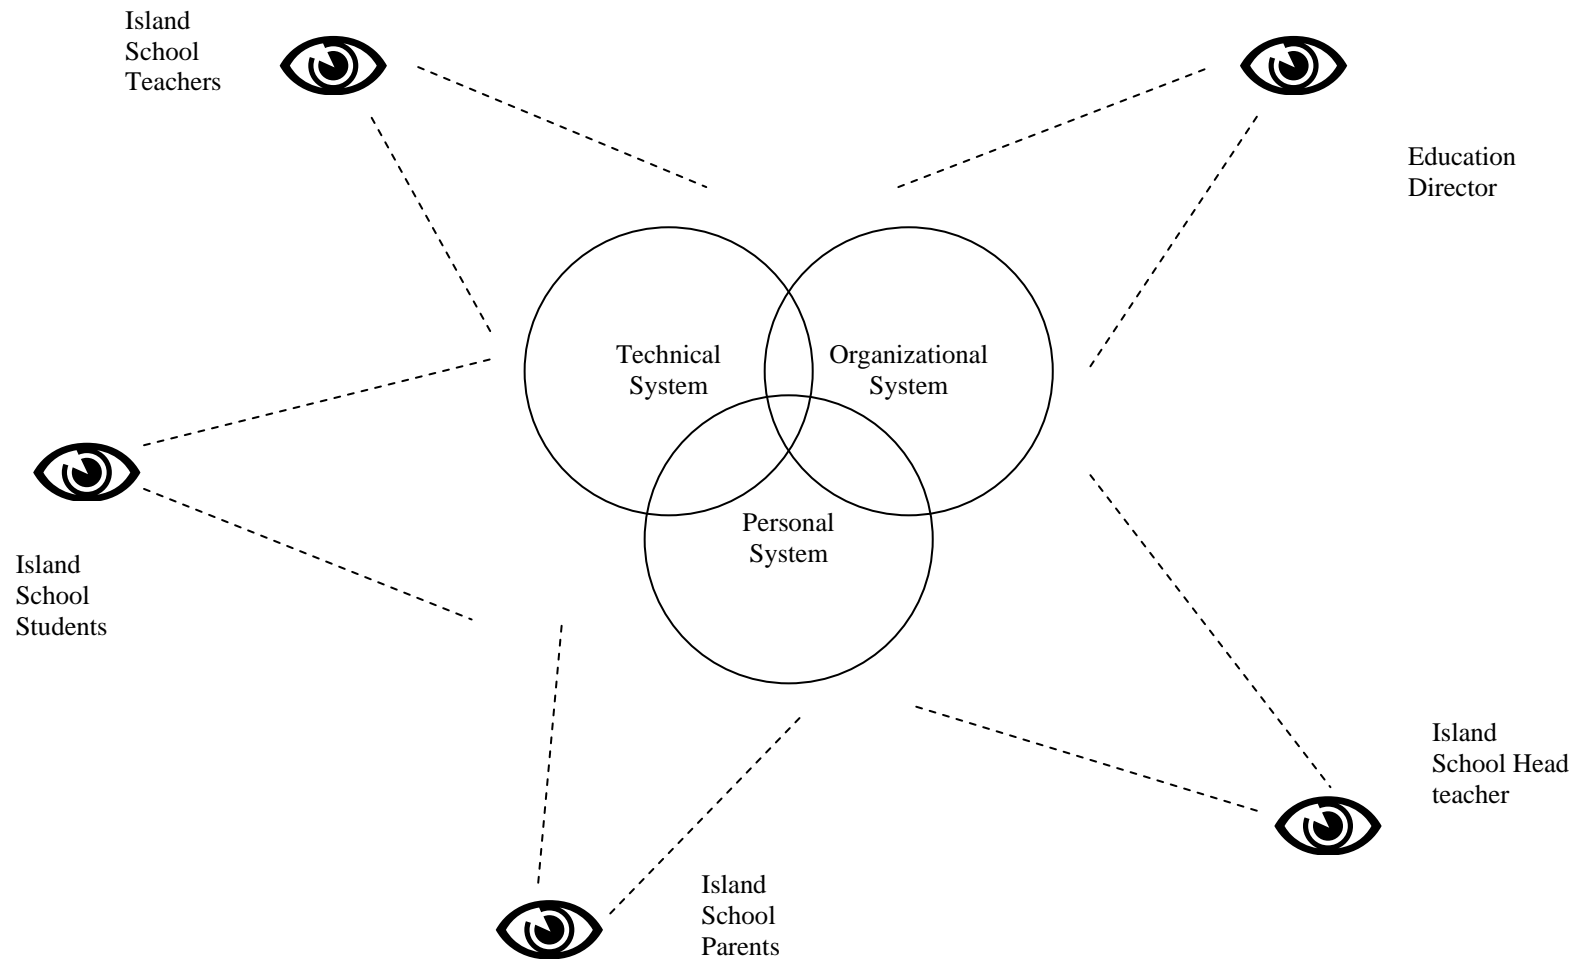 Island
School
Teachers
Education
Director
Technical
System
Organizational
System
Personal
System
Island
School
Students
Island
School Head
teacher
Island
School
Parents